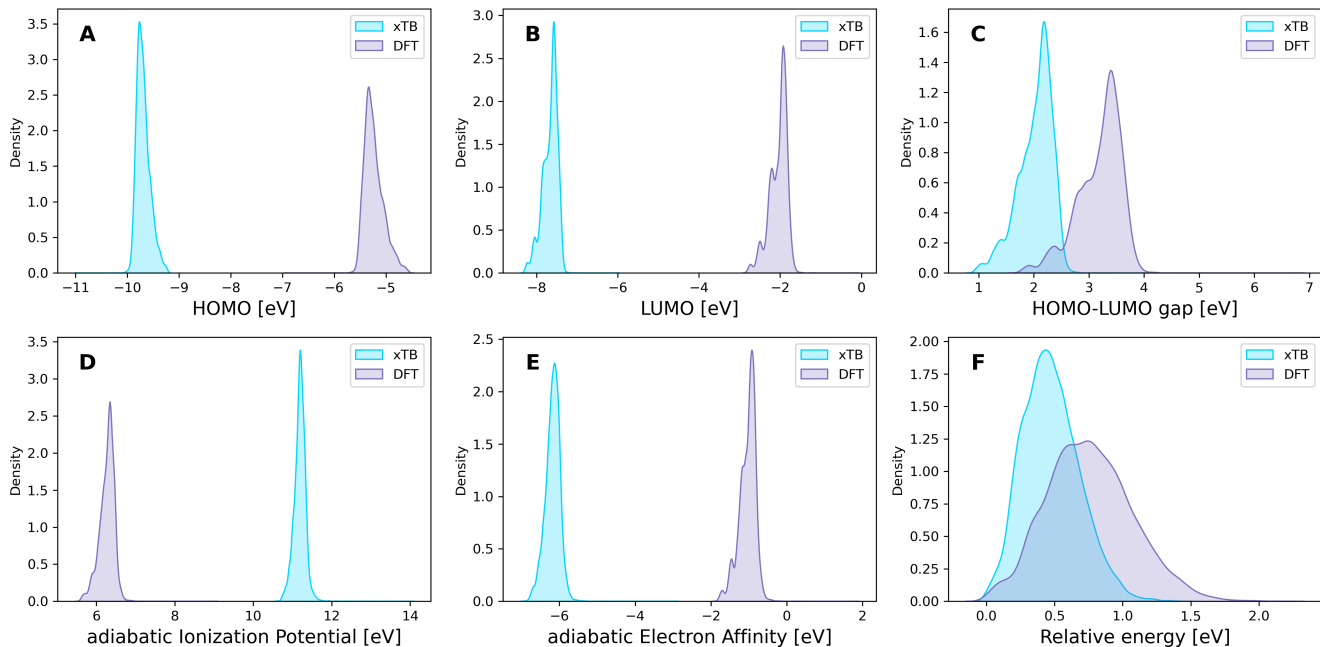 A
xTB
DFT
Density
3.5
3.0
2.5
2.0
1.5
1.0
0.5
0.0
−11 −10 −9 −8 −7 −6 −5
HOMO [eV]
B
xTB
DFT
Density
3.0
2.5
2.0
1.5
1.0
0.5
0.0
−8 −6 −4 −2 0
LUMO [eV]
C
xTB
DFT
Density
1.6
1.4
1.2
1.0
0.8
0.6
0.4
0.2
0.0
1 2 3 4 5 6 7
HOMO-LUMO gap [eV]
D
xTB
DFT
Density
3.5
3.0
2.5
2.0
1.5
1.0
0.5
0.0
6 8 10 12 14
adiabatic Ionization Potential [eV]
E
xTB
DFT
Density
2.5
2.0
1.5
1.0
0.5
0.0
−6 −4 −2 0 2
adiabatic Electron Affinity [eV]
F
xTB
DFT
Density
2.00
1.75
1.50
1.25
1.00
0.75
0.50
0.25
0.00
0.0 0.5 1.0 1.5 2.0
Relative energy [eV]